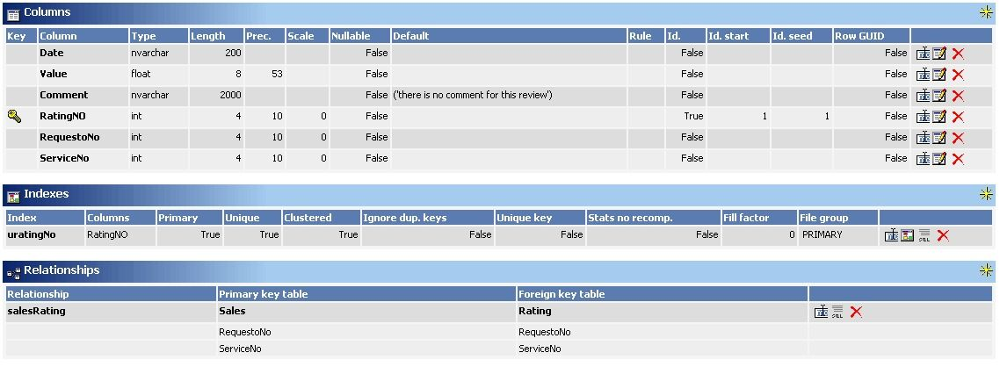 Columns
Key Column Type Length Prec. Scale Nullable Default Rule Id. Id. start Id. seed Row GUID
Date nvarchar 200 False False False
Value float 8 53 False False False
Comment nvarchar 2000 False ('there is no comment for this review') False False
RatingNO int 4 10 0 False True 1 1 False
RequestoNo int 4 10 0 False False False
ServiceNo int 4 10 0 False False False
Indexes
Index Columns Primary Unique Clustered Ignore dup. keys Unique key Stats no recomp. Fill factor File group
uratingNo RatingNO True True True False False False 0 PRIMARY
Relationships
Relationship Primary key table Foreign key table
salesRating Sales Rating
RequestoNo RequestoNo
ServiceNo ServiceNo